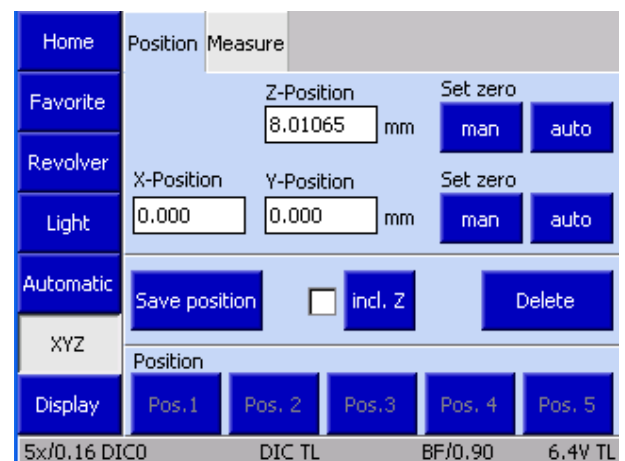 Home
Favorite
Revolver
Light
Automatic
XYZ
Display
Position Measure
Z-Position Set zero
8.01065 mm man auto
X-Position Y-Position Set zero
0.000 0.000 mm man auto
Save position incl. Z Delete
Position
Pos.1 Pos. 2 Pos.3 Pos. 4 Pos. 5
5x/0.16 DIC0 DIC TL BF/0.90 6.4V TL